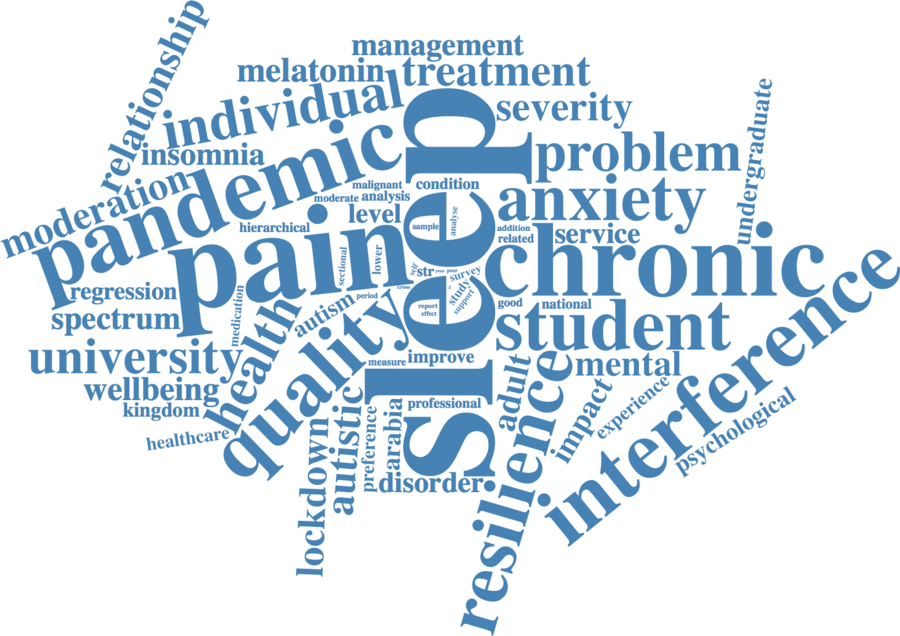 relationship
management
melatonin
treatment
individual
severity
undergraduate
insomnia
pandemic
problem
moderation
malignant
condition
moderate
analysis
anxiety
level
sample
analyse
hierarchical
pain
addition
related
service
sleep
chronic
sectional
lower
self
str
year
poor
survey
study
support
interference
regression
medication
period
cross
autism
report
effect
good
national
spectrum
health
quality
student
university
measure
improve
mental
wellbeing
adult
resilience
impact
experience
kingdom
professional
psychological
healthcare
lockdown
autistic
preference
arabia
disorder